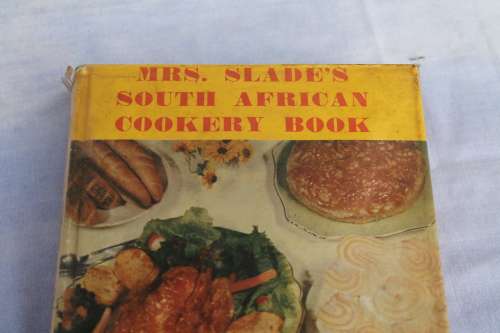 MRS. SLADE'S
SOUTH AFRICAN
COOKERY BOOK